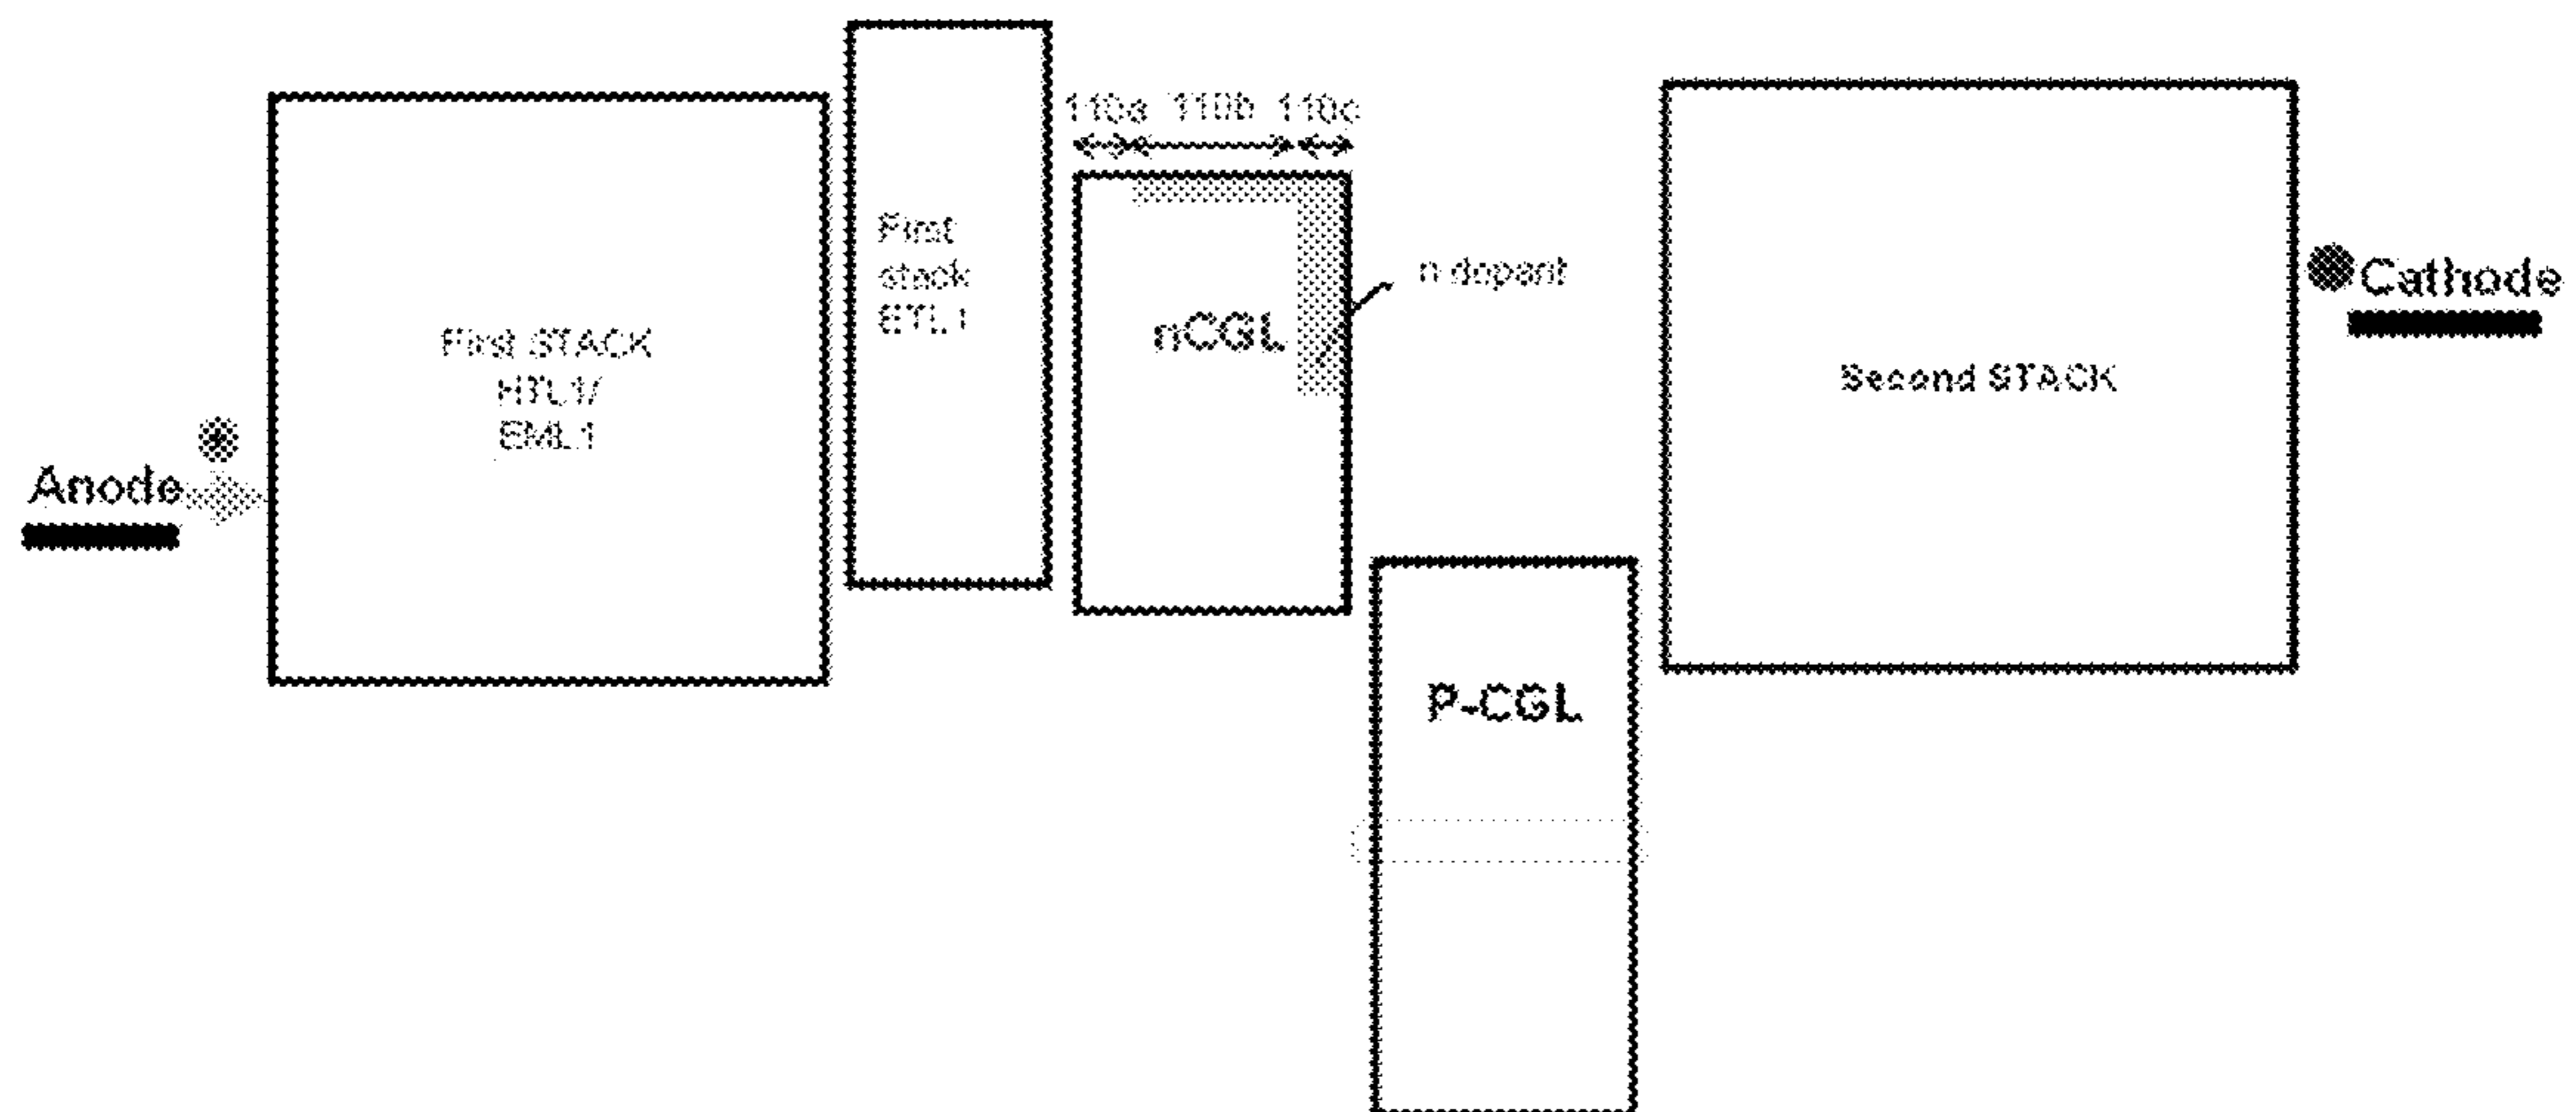 110a 110b 110c
First
stack
ETL1
n dopant
nCGL
Cathode
First STACK
HTL1/
EML1
Second STACK
Anode
P-CGL